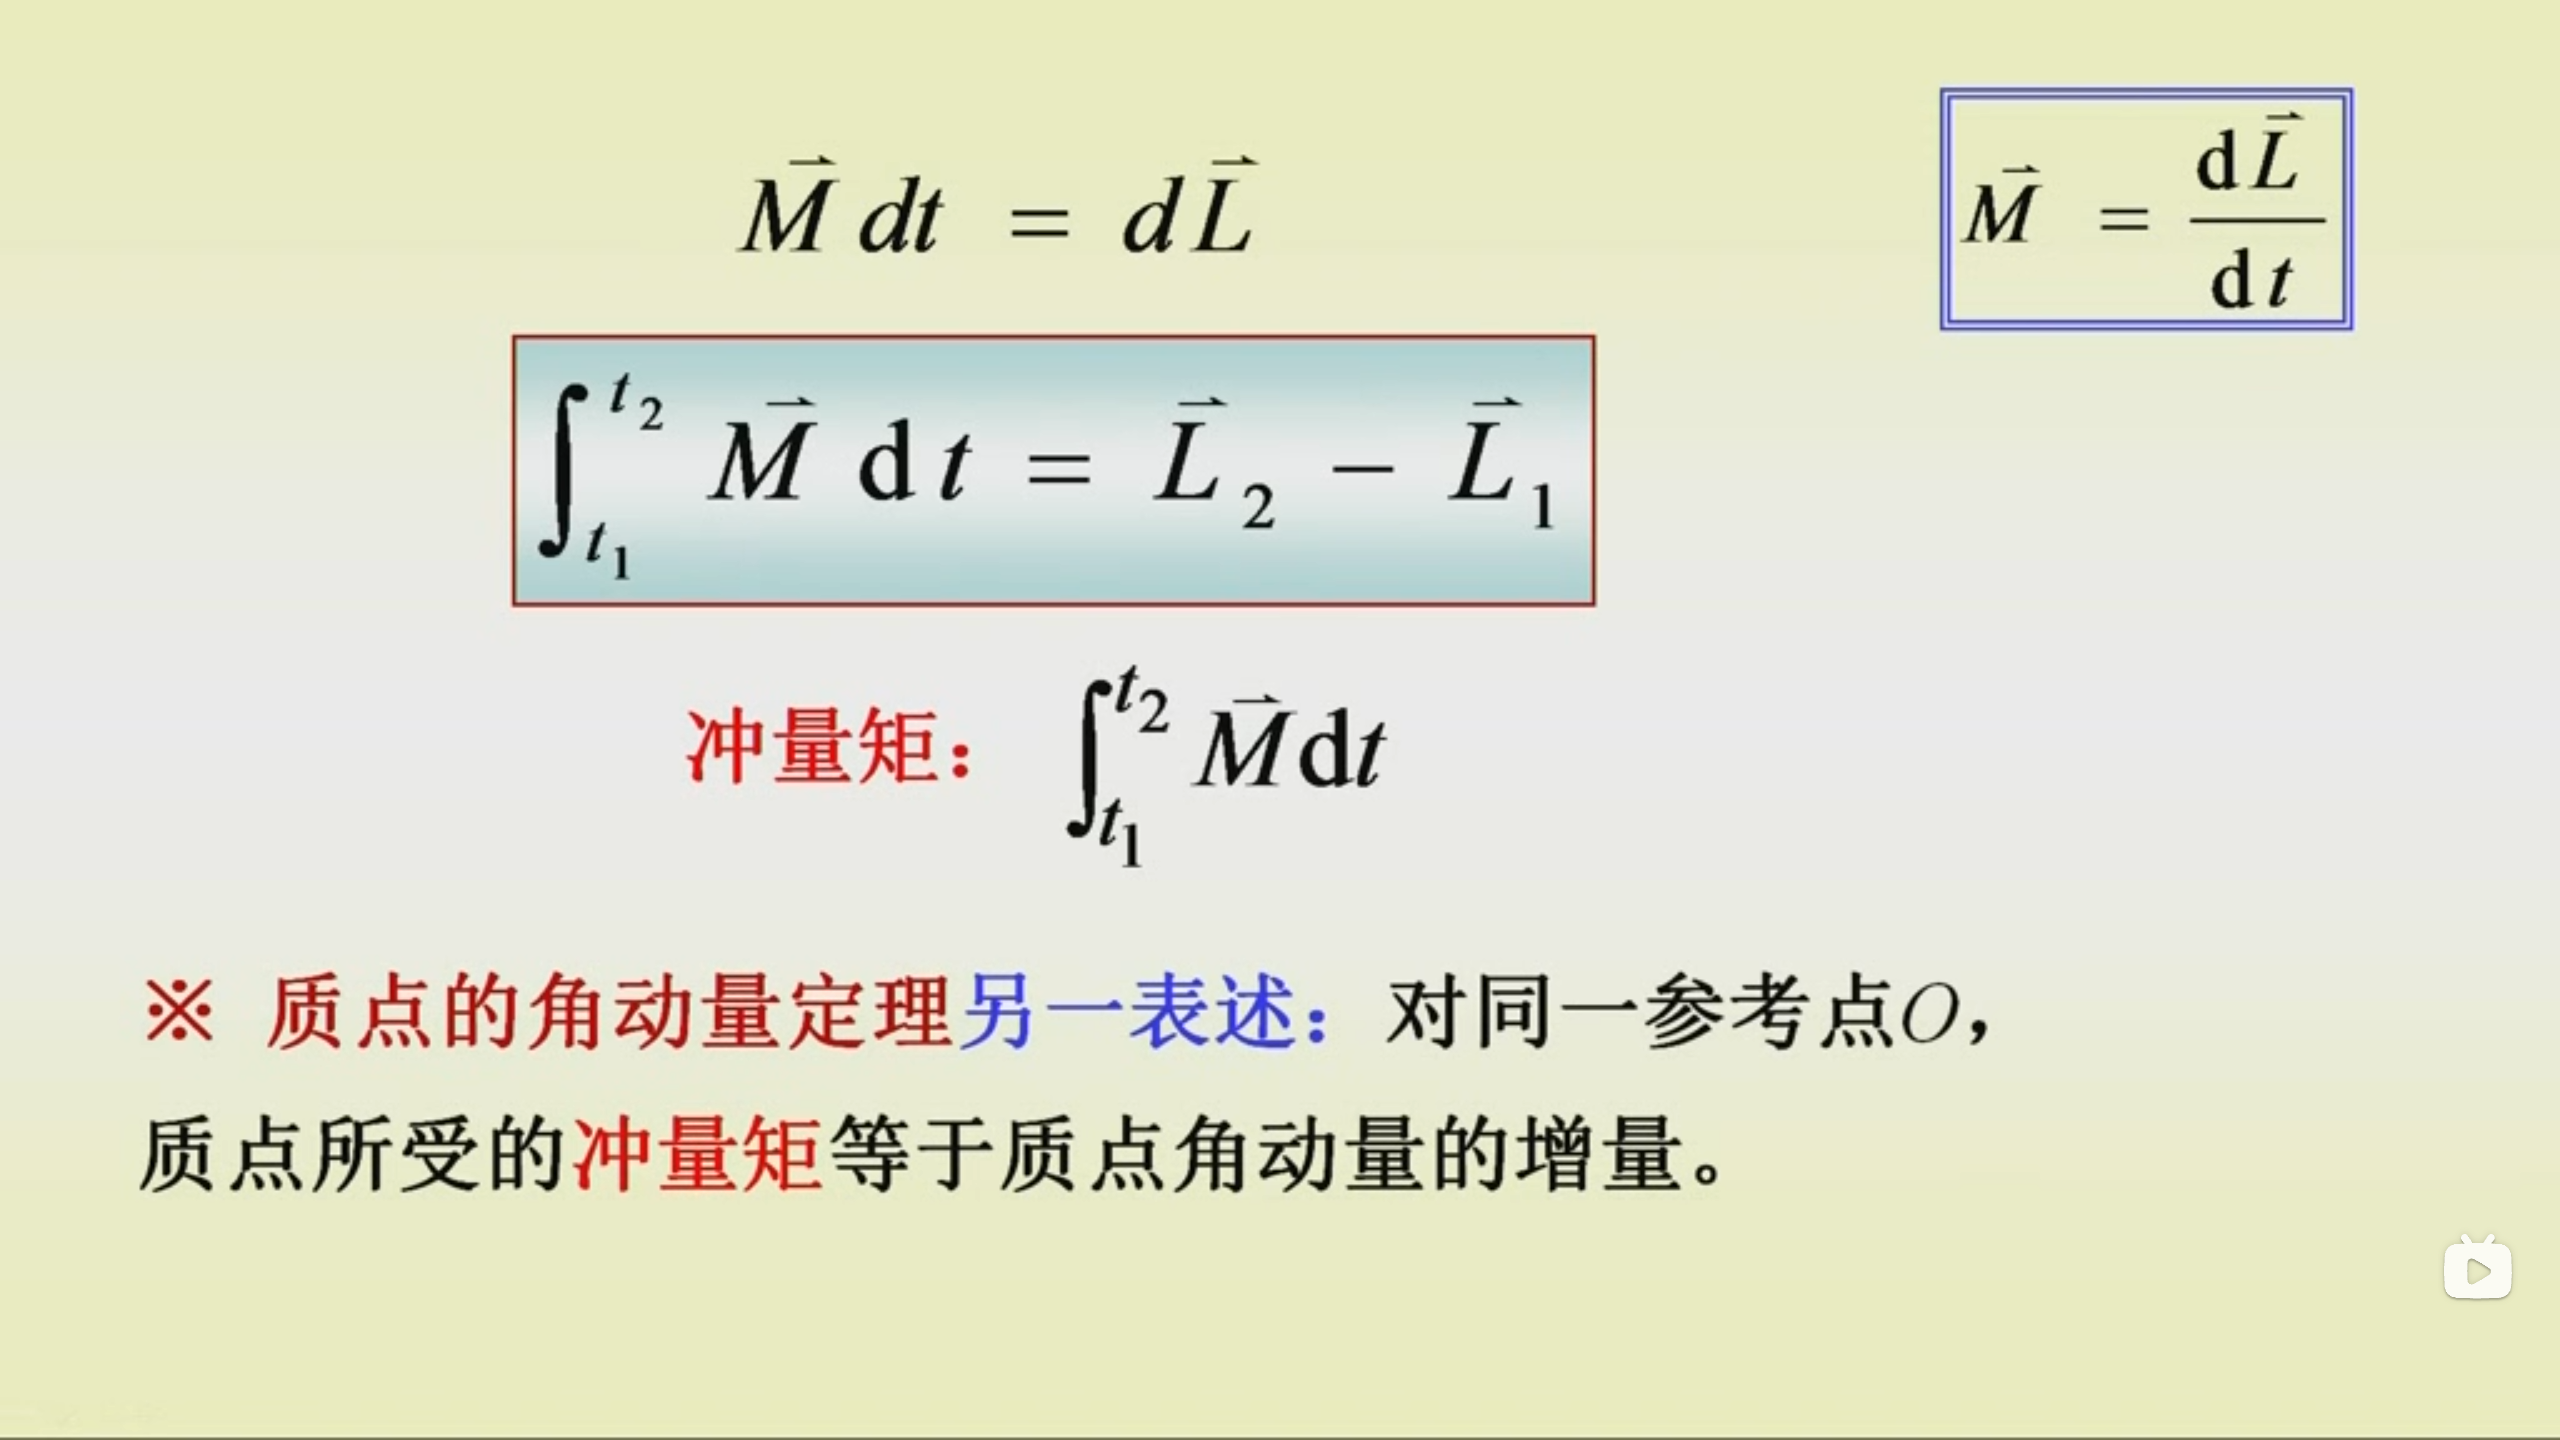 \vec{M} dt = d\vec{L}
\vec{M} = \frac{d\vec{L}}{dt}
\int_{t_1}^{t_2} \vec{M} dt = \vec{L}_2 - \vec{L}_1
冲量矩： \int_{t_1}^{t_2} \vec{M} dt
※ 质点的角动量定理另一表述：对同一参考点O，
质点所受的冲量矩等于质点角动量的增量。